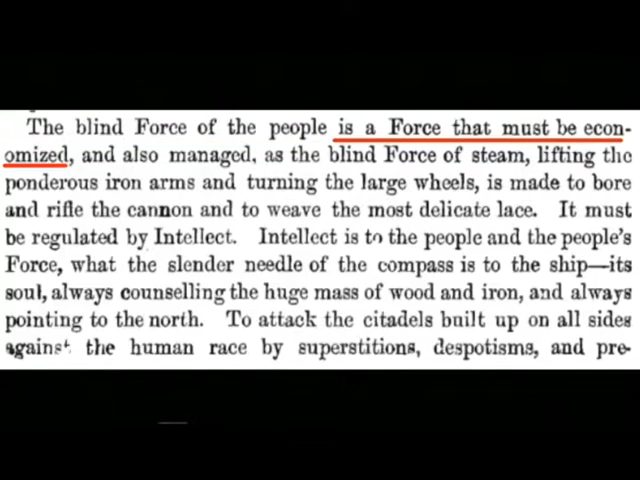 The blind Force of the people is a Force that must be econ-
omized, and also managed, as the blind Force of steam, lifting the
ponderous iron arms and turning the large wheels, is made to bore
and rifle the cannon and to weave the most delicate lace. It must
be regulated by Intellect. Intellect is to the people and the people's
Force, what the slender needle of the compass is to the ship—its
soul, always counselling the huge mass of wood and iron, and always
pointing to the north. To attack the citadels built up on all sides
against the human race by superstitions, despotisms, and pre-